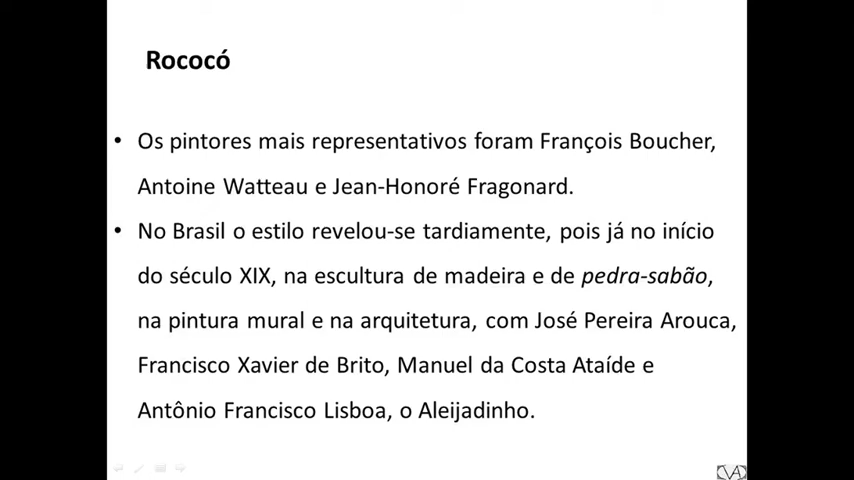 Rococó
• Os pintores mais representativos foram François Boucher,
Antoine Watteau e Jean-Honoré Fragonard.
• No Brasil o estilo revelou-se tardiamente, pois já no início
do século XIX, na escultura de madeira e de pedra-sabão,
na pintura mural e na arquitetura, com José Pereira Arouca,
Francisco Xavier de Brito, Manuel da Costa Ataíde e
Antônio Francisco Lisboa, o Aleijadinho.